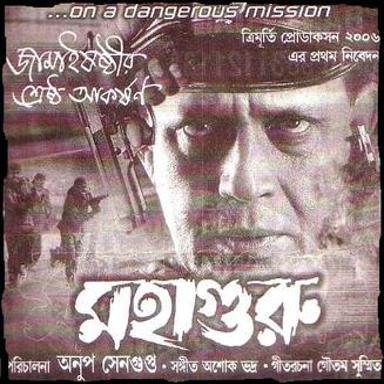 ...on a dangerous mission
ত্রিমূর্তি প্রোডাকসন ২০০৬
এর প্রথম নিবেদন
জামাইষষ্ঠীর
শ্রেষ্ঠ আকর্ষণ
মহাগুরু
পরিচালনা অনুপ সেনগুপ্ত • সঙ্গীত অশোক ভদ্র • গীতরচনা গৌতম সুস্মিত